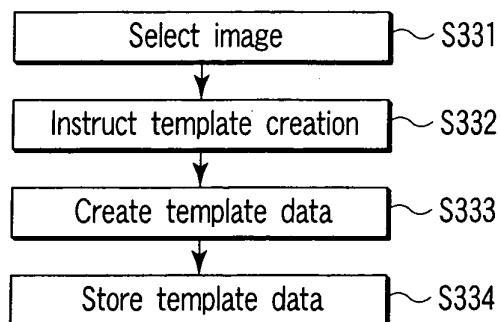 Select image S331
Instruct template creation S332
Create template data S333
Store template data S334